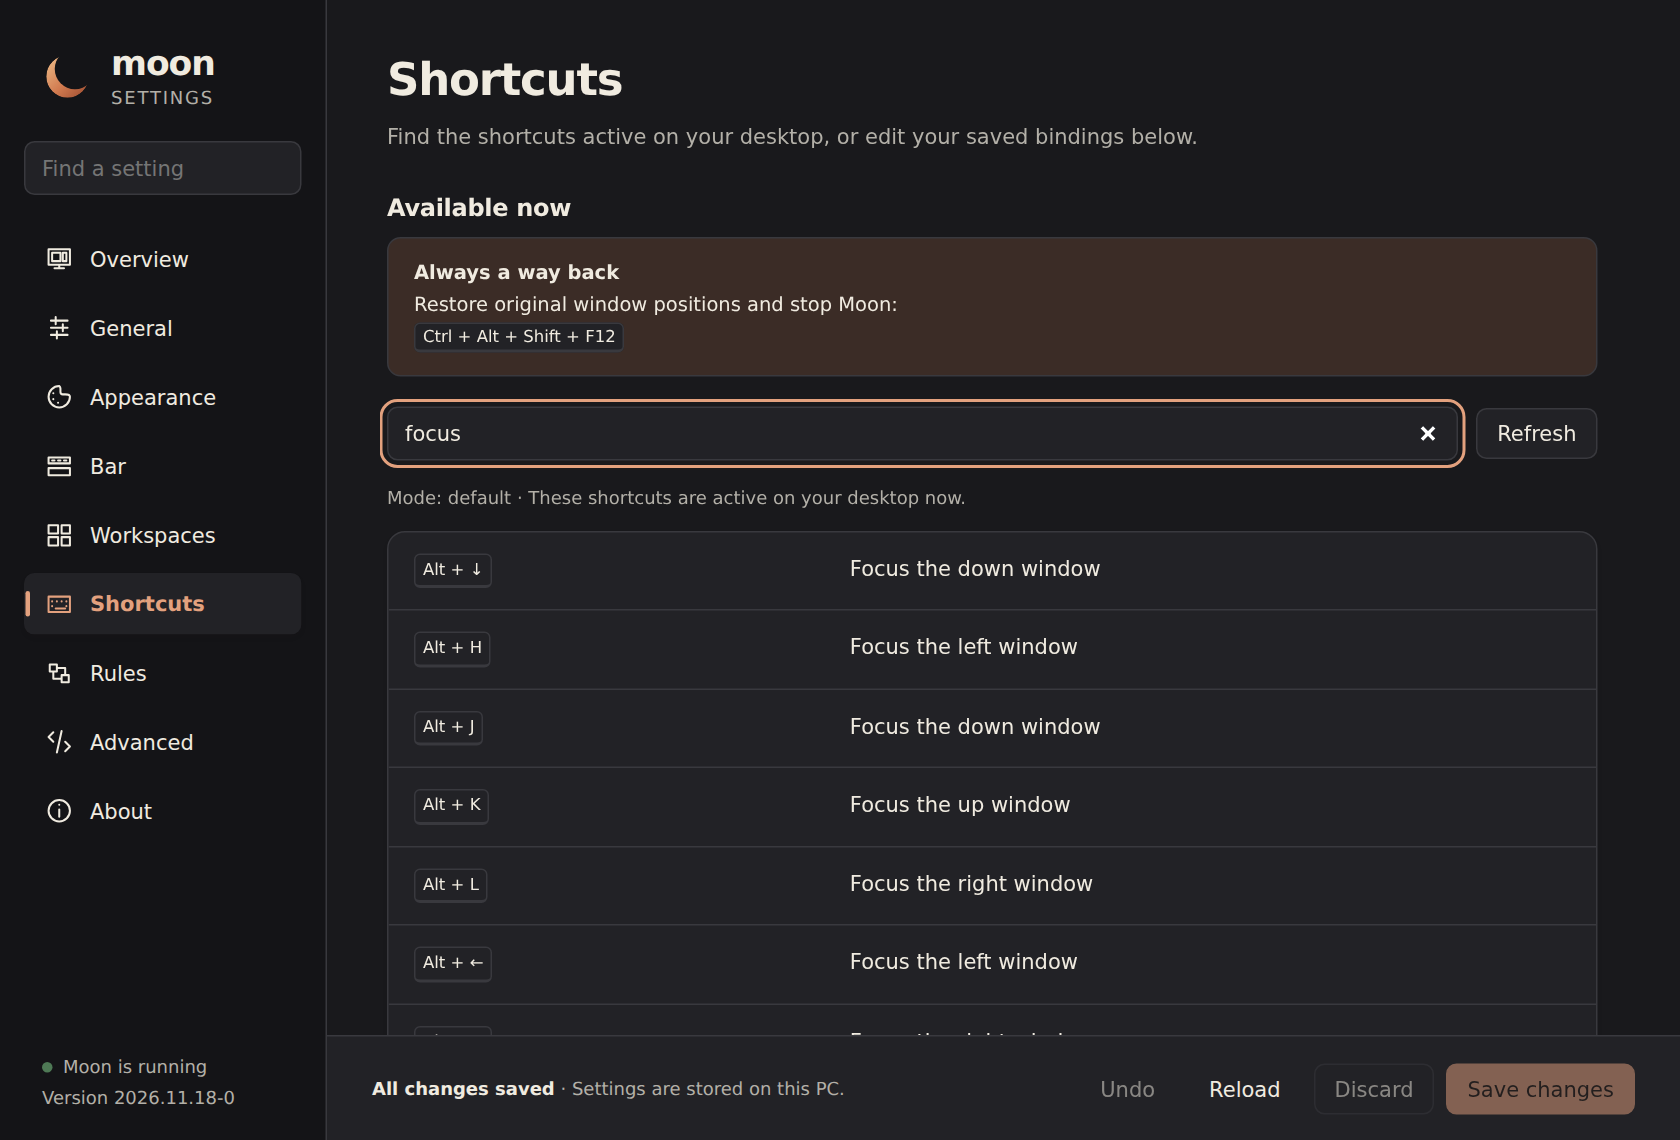 moon
SETTINGS
Find a setting
Overview
General
Appearance
Bar
Workspaces
Shortcuts
Rules
Advanced
About
Moon is running
Version 2026.11.18-0
Shortcuts
Find the shortcuts active on your desktop, or edit your saved bindings below.
Available now
Always a way back
Restore original window positions and stop Moon:
Ctrl + Alt + Shift + F12
focus
Refresh
Mode: default · These shortcuts are active on your desktop now.
Alt + ↓ Focus the down window
Alt + H Focus the left window
Alt + J Focus the down window
Alt + K Focus the up window
Alt + L Focus the right window
Alt + ← Focus the left window
All changes saved · Settings are stored on this PC.
Undo
Reload
Discard
Save changes